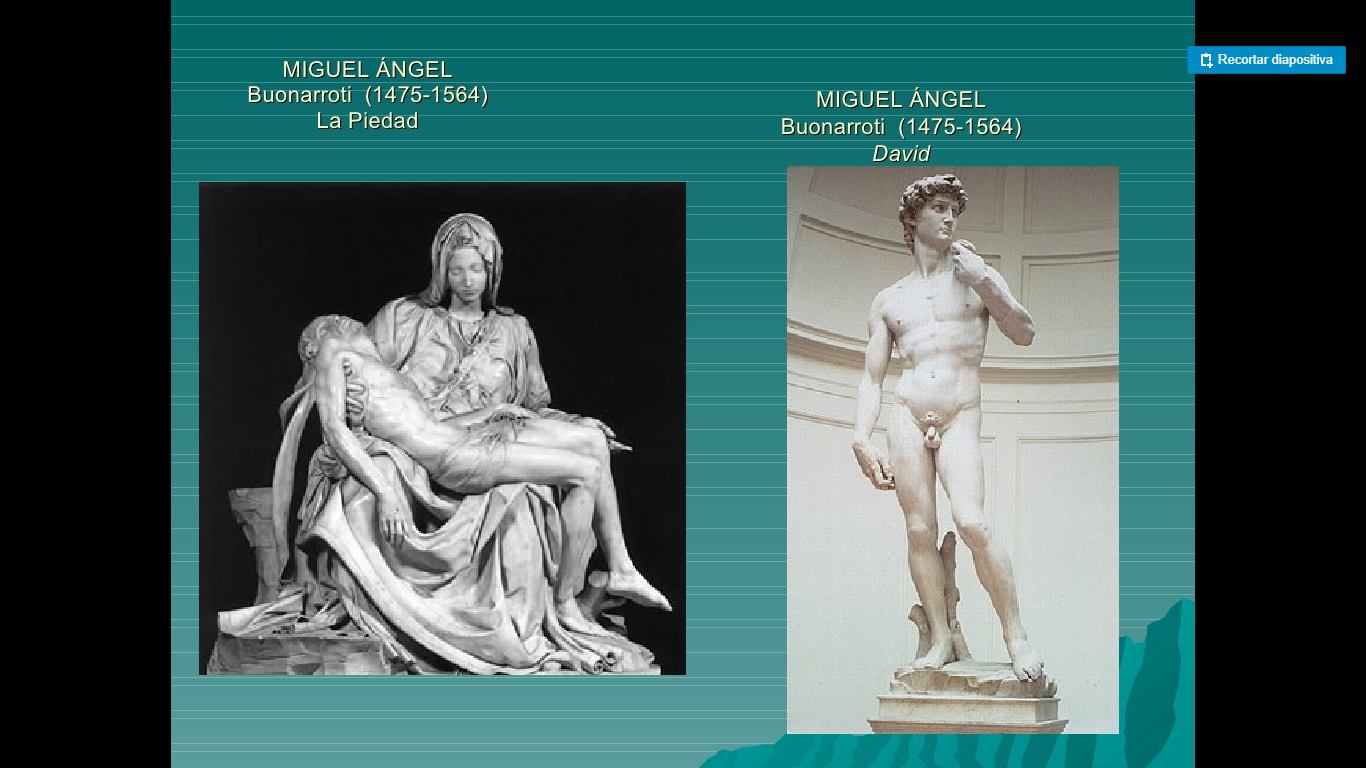 MIGUEL ÁNGEL
Buonarroti (1475-1564)
La Piedad
MIGUEL ÁNGEL
Buonarroti (1475-1564)
David
Recortar diapositiva